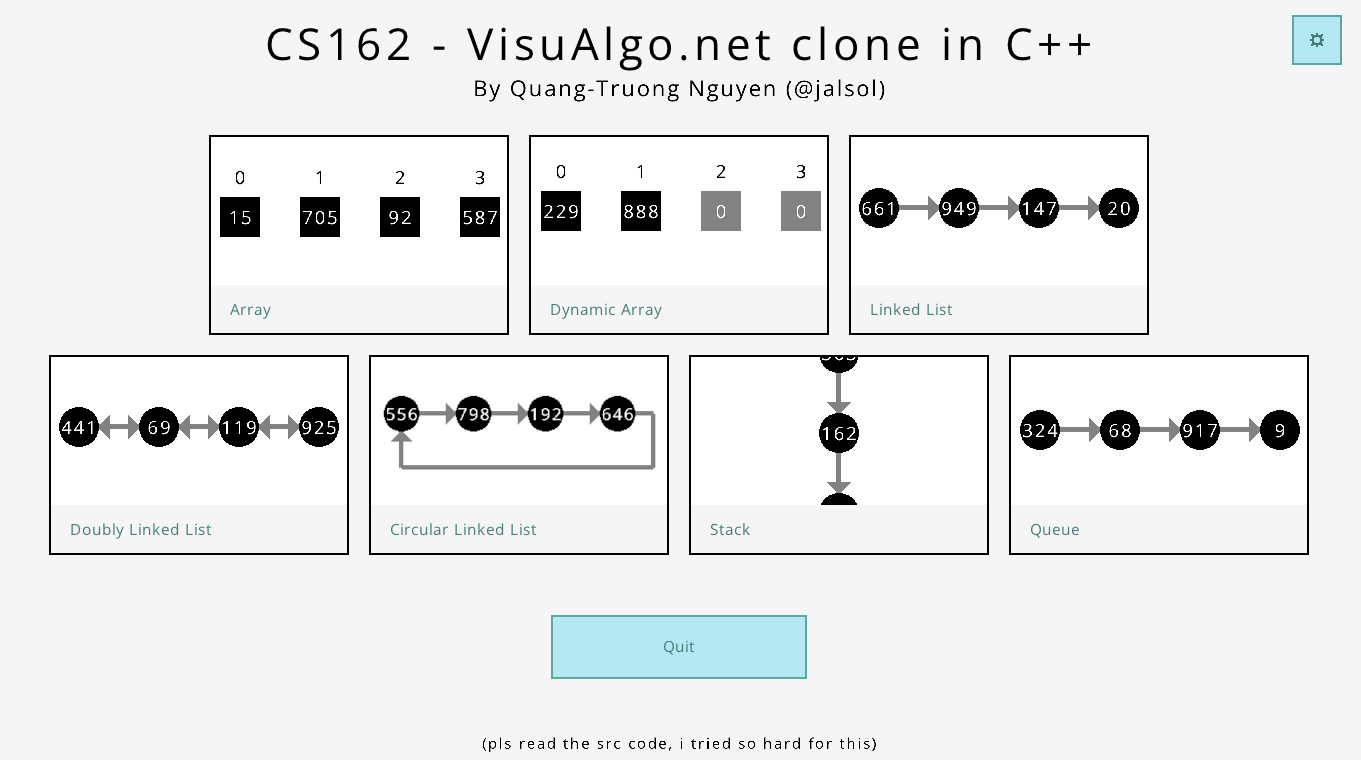 CS162 - VisuAlgo.net clone in C++
By Quang-Truong Nguyen (@jalsol)
0 1 2 3
15 705 92 587
Array
0 1 2 3
229 888 0 0
Dynamic Array
661 949 147 20
Linked List
441 69 119 925
Doubly Linked List
556 798 192 646
Circular Linked List
162
Stack
324 68 917 9
Queue
Quit
(pls read the src code, i tried so hard for this)